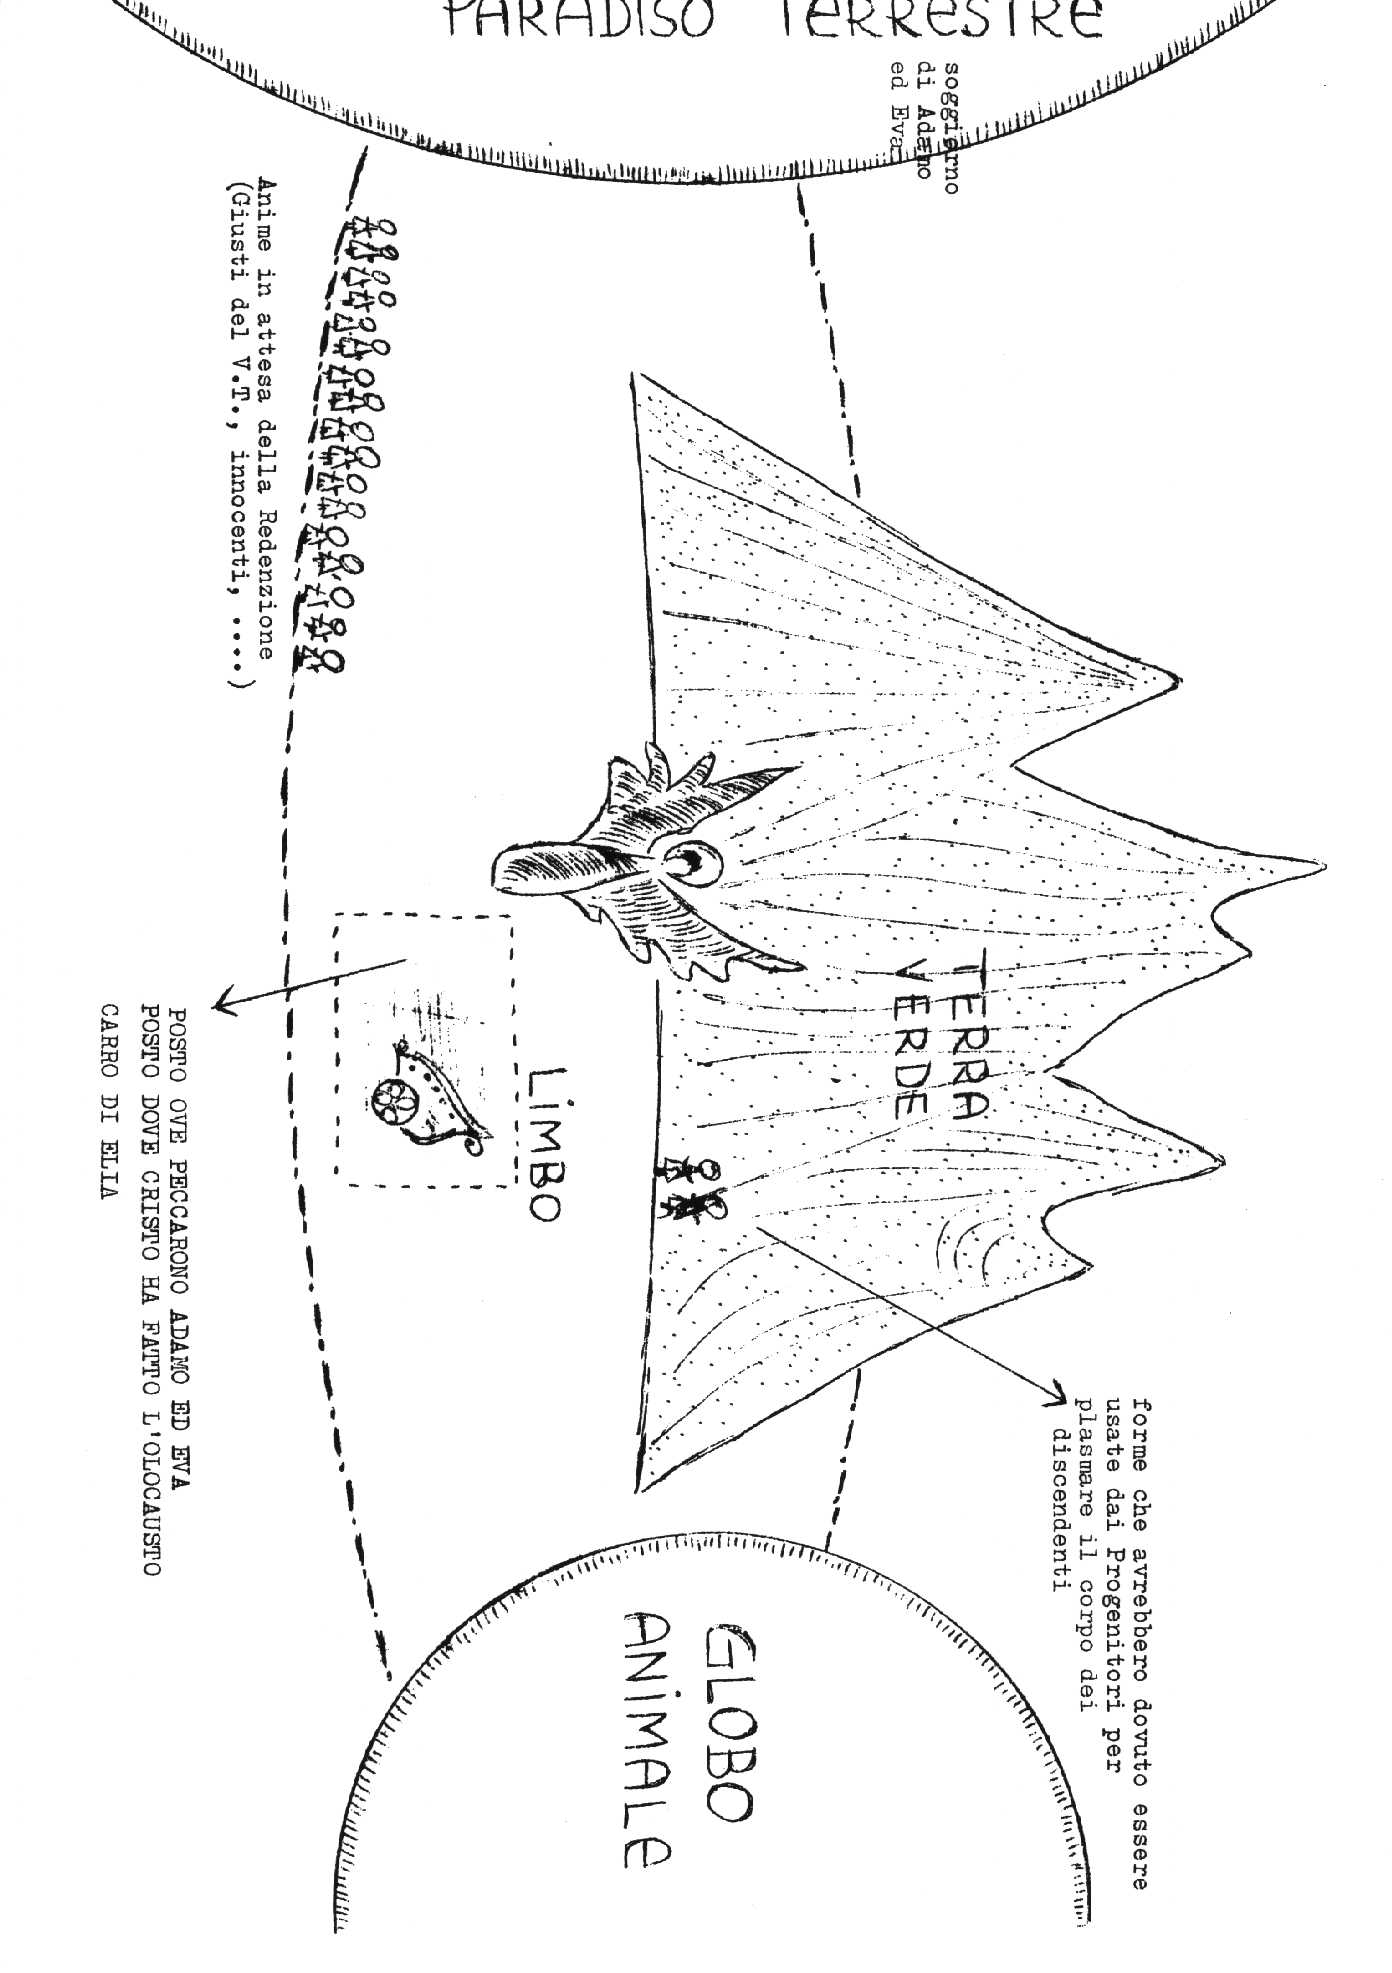 PARADISO TERRESTRE
soggierno
di Adamo
ed Eva
Anime in attesa della Redenzione
(Giusti del V.T., innocenti, ....)
TERRA
VERDE
LiMBO
POSTO OVE PECCARONO ADAMO ED EVA
POSTO DOVE CRISTO HA FATTO L'OLOCAUSTO
CARRO DI ELLA
forme che avrebbero dovuto essere
usate dai Progenitori per
plasmare il corpo dei
discendenti
GLOBO
ANiMALE